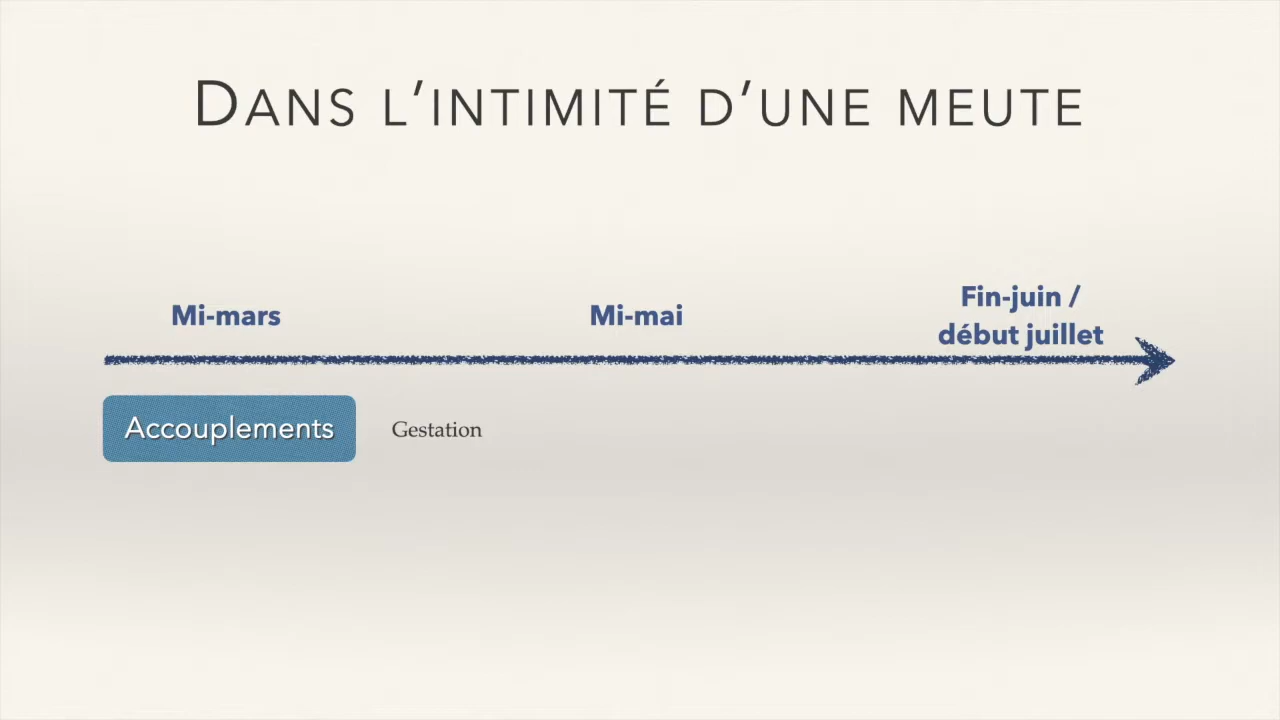 DANS L’INTIMITÉ D’UNE MEUTE
Mi-mars
Mi-mai
Fin-juin /
début juillet
Accouplements
Gestation